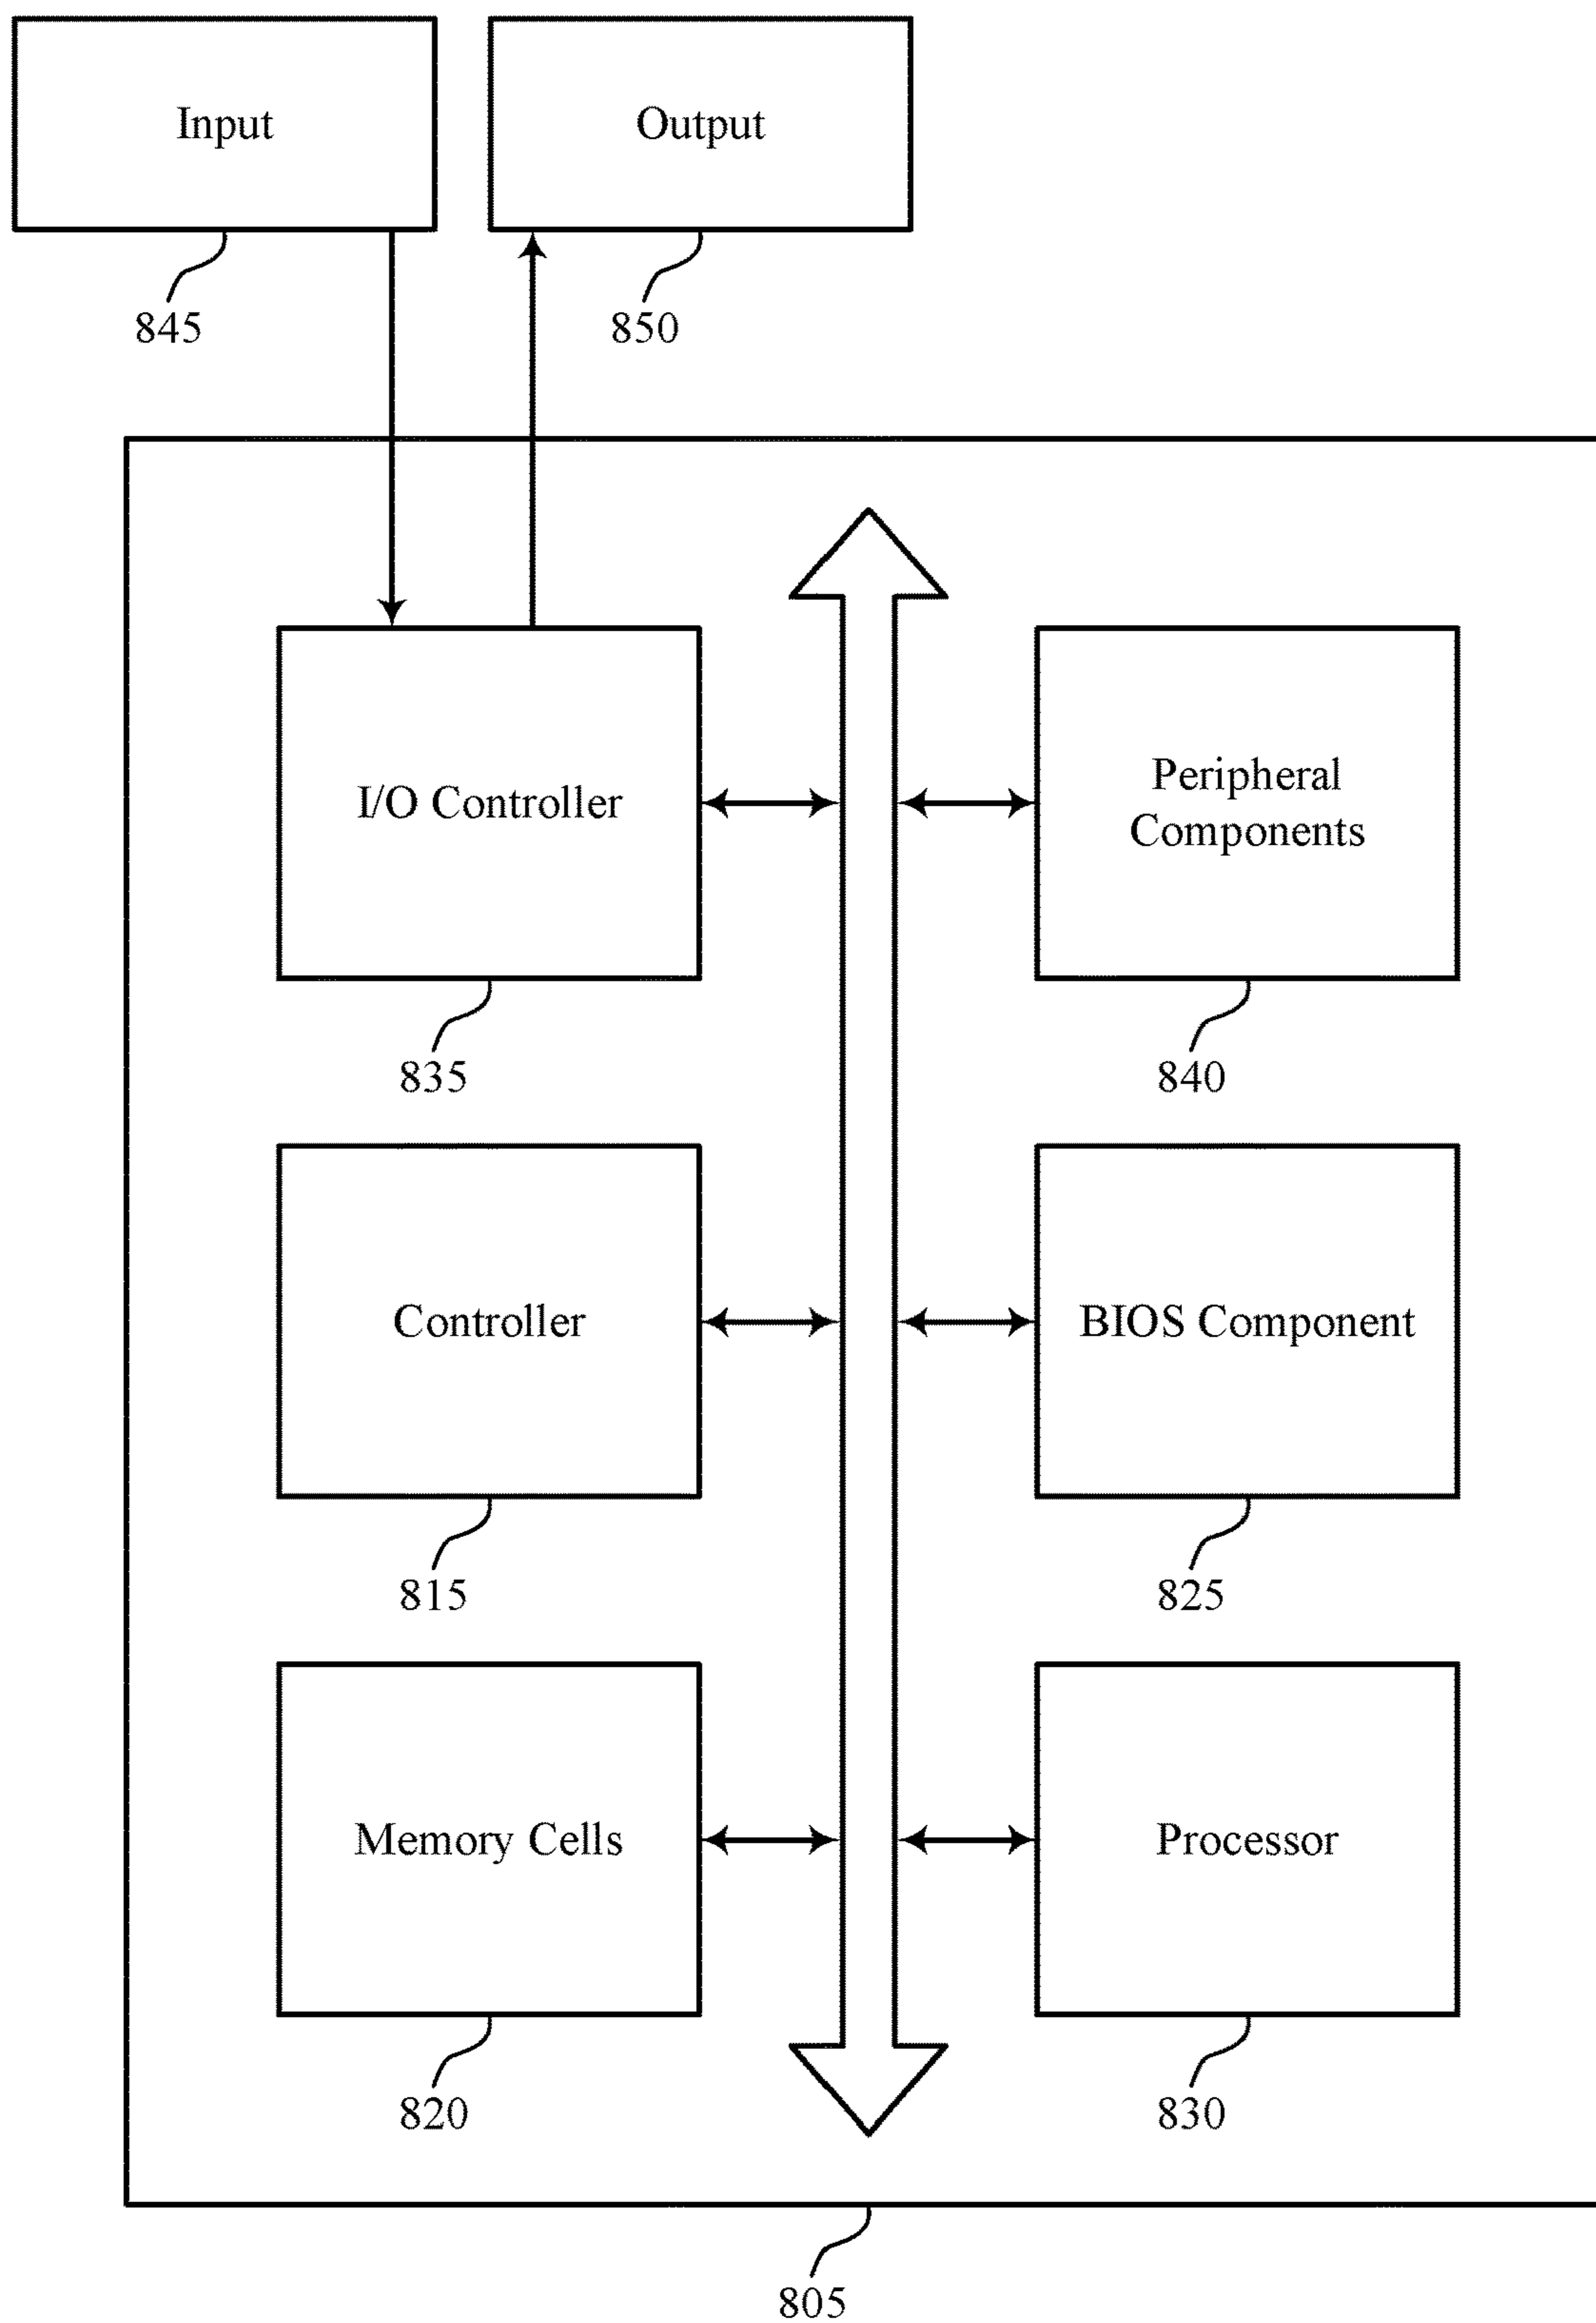 Input
Output
845
850
I/O Controller
Peripheral
Components
835
840
Controller
BIOS Component
815
825
Memory Cells
Processor
820
830
805